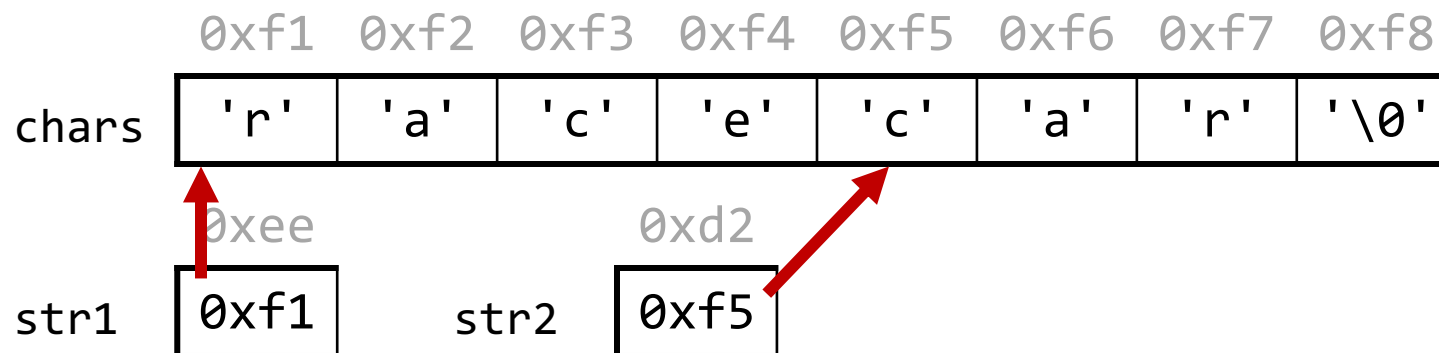 0xf1 0xf2 0xf3 0xf4 0xf5 0xf6 0xf7 0xf8
chars 'r' 'a' 'c' 'e' 'c' 'a' 'r' '\0'
0xee 0xd2
str1 0xf1 str2 0xf5